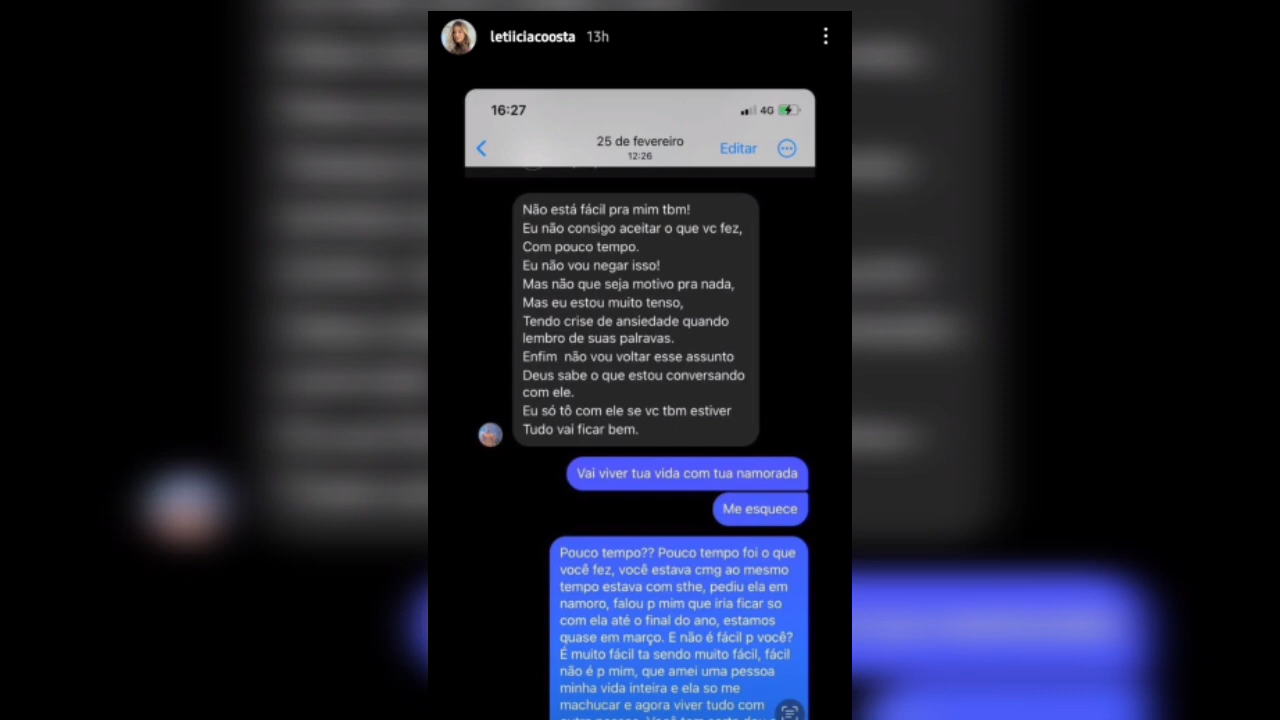 letiiciacoosta 13h
16:27
4G
25 de fevereiro
12:26
Editar
Não está fácil pra mim tbm!
Eu não consigo aceitar o que vc fez,
Com pouco tempo.
Eu não vou negar isso!
Mas não que seja motivo pra nada,
Mas eu estou muito tenso,
Tendo crise de ansiedade quando
lembro de suas palravas.
Enfim não vou voltar esse assunto
Deus sabe o que estou conversando
com ele.
Eu só tô com ele se vc tbm estiver
Tudo vai ficar bem.
Vai viver tua vida com tua namorada
Me esquece
Pouco tempo?? Pouco tempo foi o que
você fez, você estava cmg ao mesmo
tempo estava com sthe, pediu ela em
namoro, falou p mim que iria ficar so
com ela até o final do ano, estamos
quase em março. E não é fácil p você?
É muito fácil ta sendo muito fácil, fácil
não é p mim, que amei uma pessoa
minha vida inteira e ela so me
machucar e agora viver tudo com